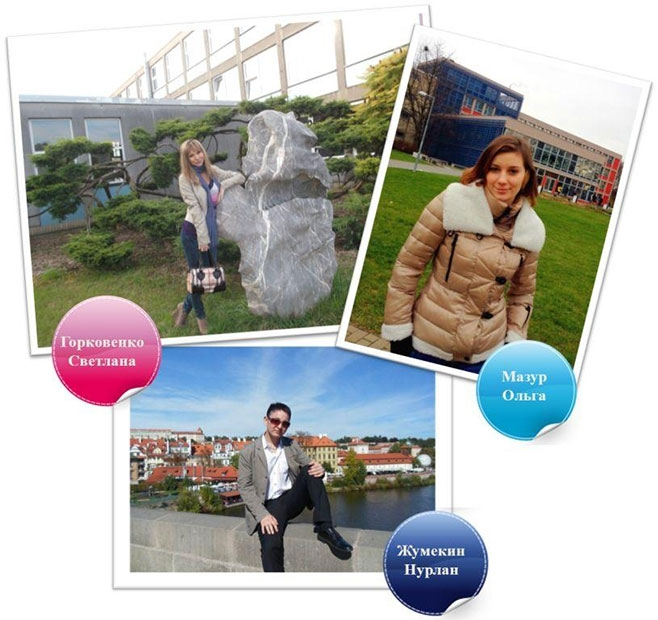 Горковенко
Светлана
Мазур
Ольга
Жумекин
Нурлан